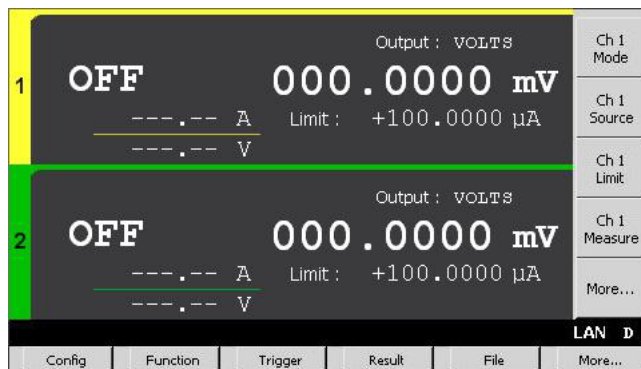 1
Output : VOLTS
OFF 000.0000 mV
---.-- A Limit : +100.0000 µA
---.-- V
2
Output : VOLTS
OFF 000.0000 mV
---.-- A Limit : +100.0000 µA
---.-- V
Ch 1
Mode
Ch 1
Source
Ch 1
Limit
Ch 1
Measure
More...
LAN D
Config Function Trigger Result File More...